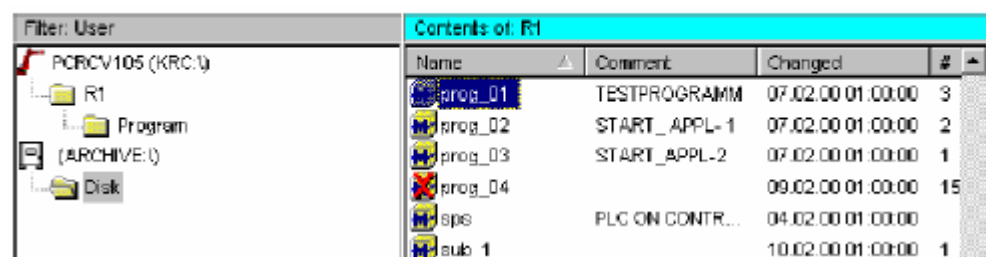 Filter: User
PCRCV105 (KRC:\)
R1
Program
(ARCHIVE:\)
Disk
Contents of: R1
Name Comment Changed #
prog_01 TESTPROGRAMM 07.02.00 01:00:00 3
prog_02 START_APPL-1 07.02.00 01:00:00 2
prog_03 START_APPL-2 07.02.00 01:00:00 1
prog_04 09.02.00 01:00:00 15
sps PLC ON CONTR... 04.02.00 01:00:00
sub_1 10.02.00 01:00:00 1